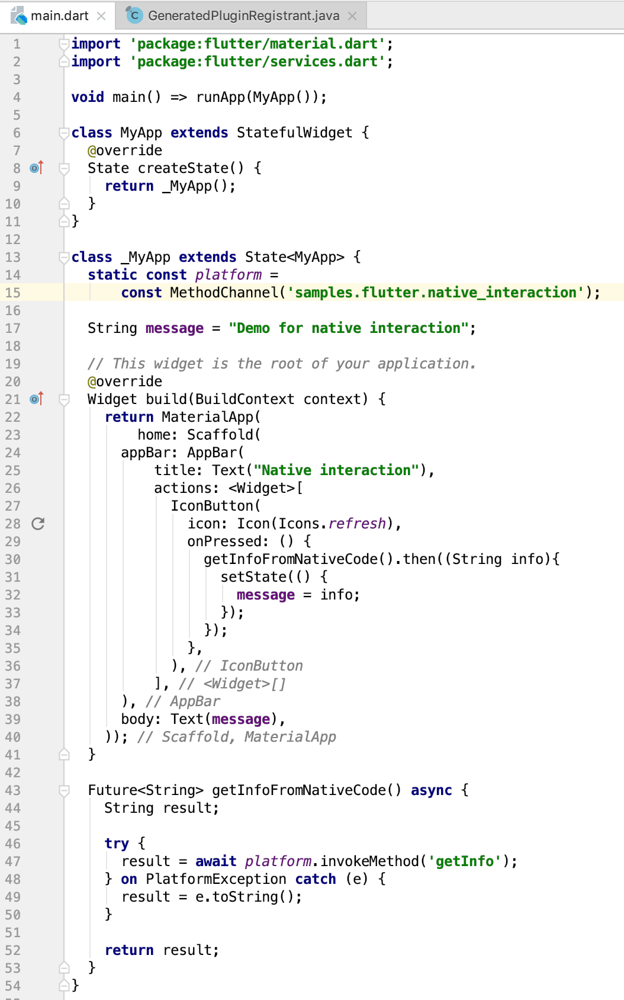 main.dart
GeneratedPluginRegistrant.java
1 import 'package:flutter/material.dart';
2 import 'package:flutter/services.dart';
3
4 void main() => runApp(MyApp());
5
6 class MyApp extends StatefulWidget {
7   @override
8   State createState() {
9     return _MyApp();
10   }
11 }
12
13 class _MyApp extends State<MyApp> {
14   static const platform =
15       const MethodChannel('samples.flutter.native_interaction');
16
17   String message = "Demo for native interaction";
18
19   // This widget is the root of your application.
20   @override
21   Widget build(BuildContext context) {
22     return MaterialApp(
23         home: Scaffold(
24       appBar: AppBar(
25           title: Text("Native interaction"),
26           actions: <Widget>[
27             IconButton(
28               icon: Icon(Icons.refresh),
29               onPressed: () {
30                 getInfoFromNativeCode().then((String info){
31                   setState(() {
32                     message = info;
33                   });
34                 });
35               },
36             ), // IconButton
37           ], // <Widget>[]
38       ), // AppBar
39       body: Text(message),
40     )); // Scaffold, MaterialApp
41   }
42
43   Future<String> getInfoFromNativeCode() async {
44     String result;
45
46     try {
47       result = await platform.invokeMethod('getInfo');
48     } on PlatformException catch (e) {
49       result = e.toString();
50     }
51
52     return result;
53   }
54 }